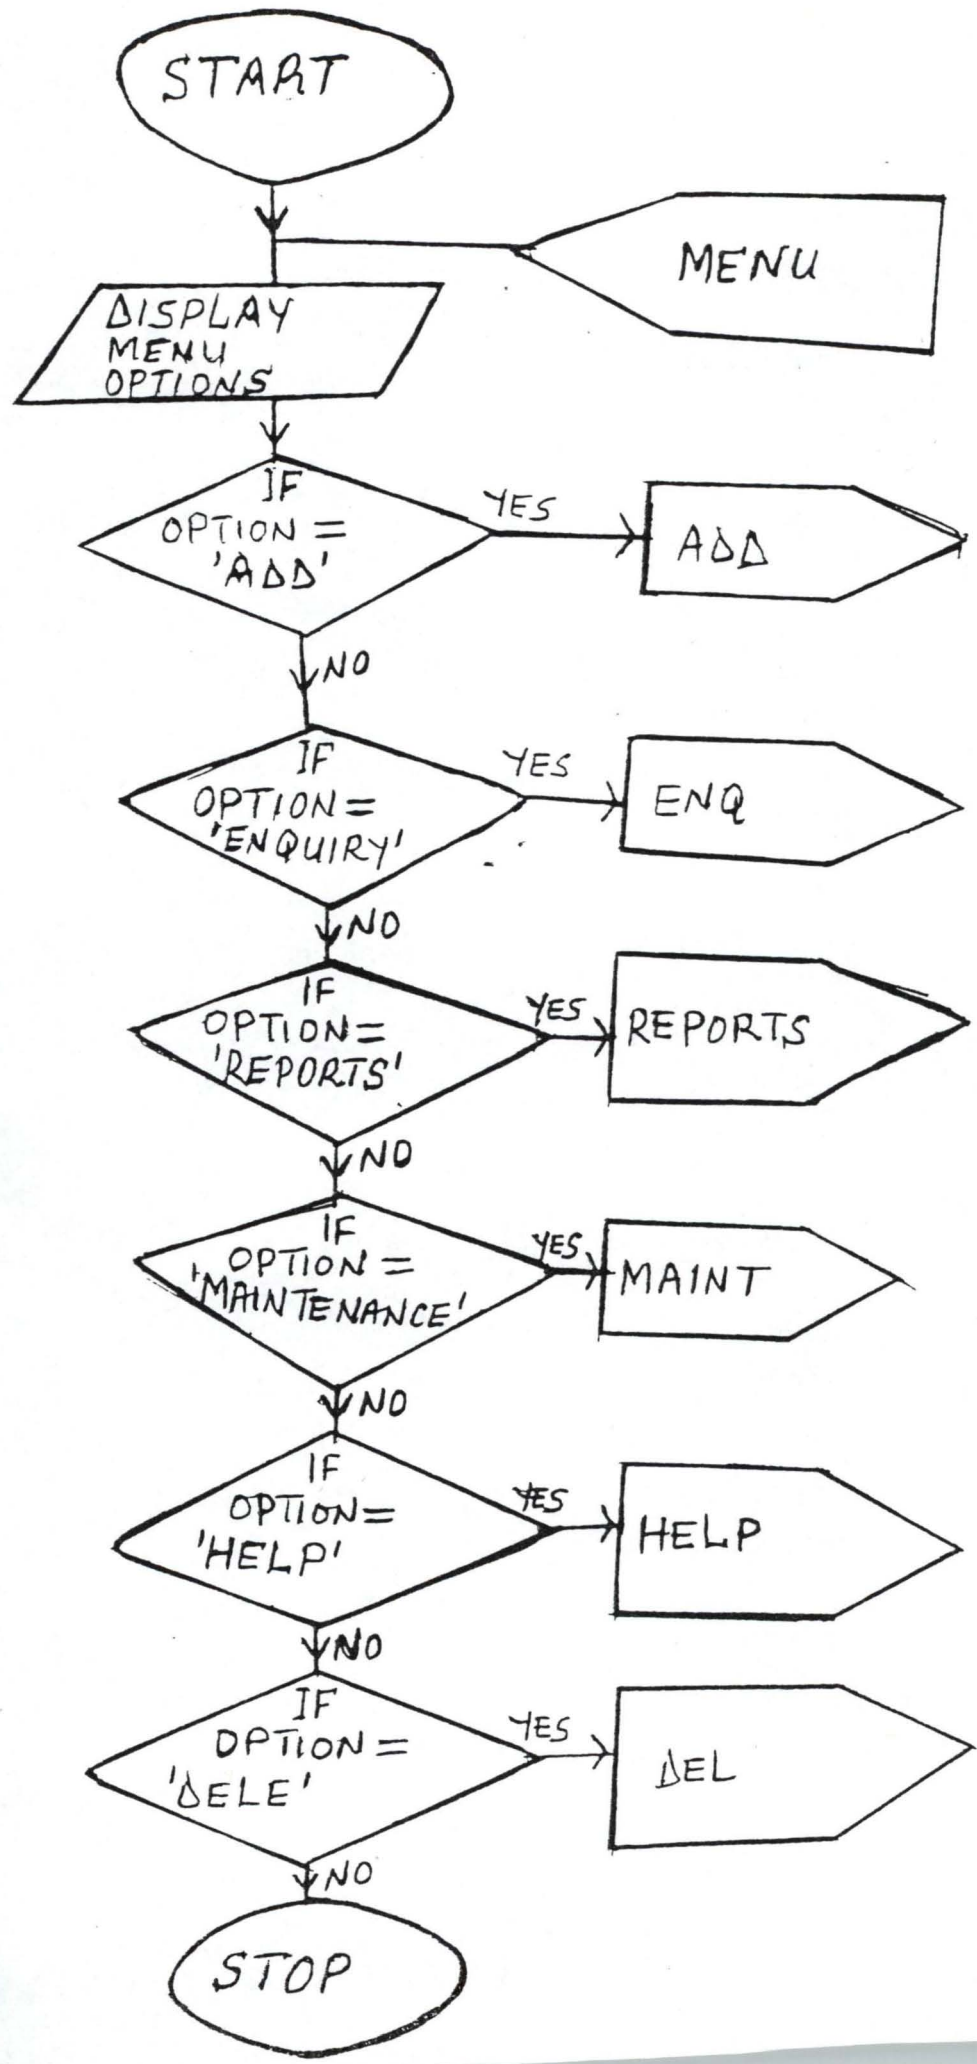 START
MENU
DISPLAY
MENU
OPTIONS
IF
OPTION =
'ADD'
YES
ADD
NO
IF
OPTION =
'ENQUIRY'
YES
ENQ
NO
IF
OPTION =
'REPORTS'
YES
REPORTS
NO
IF
OPTION =
'MAINTENANCE'
YES
MAINT
NO
IF
OPTION =
'HELP'
YES
HELP
NO
IF
OPTION =
'DELE'
YES
DEL
NO
STOP